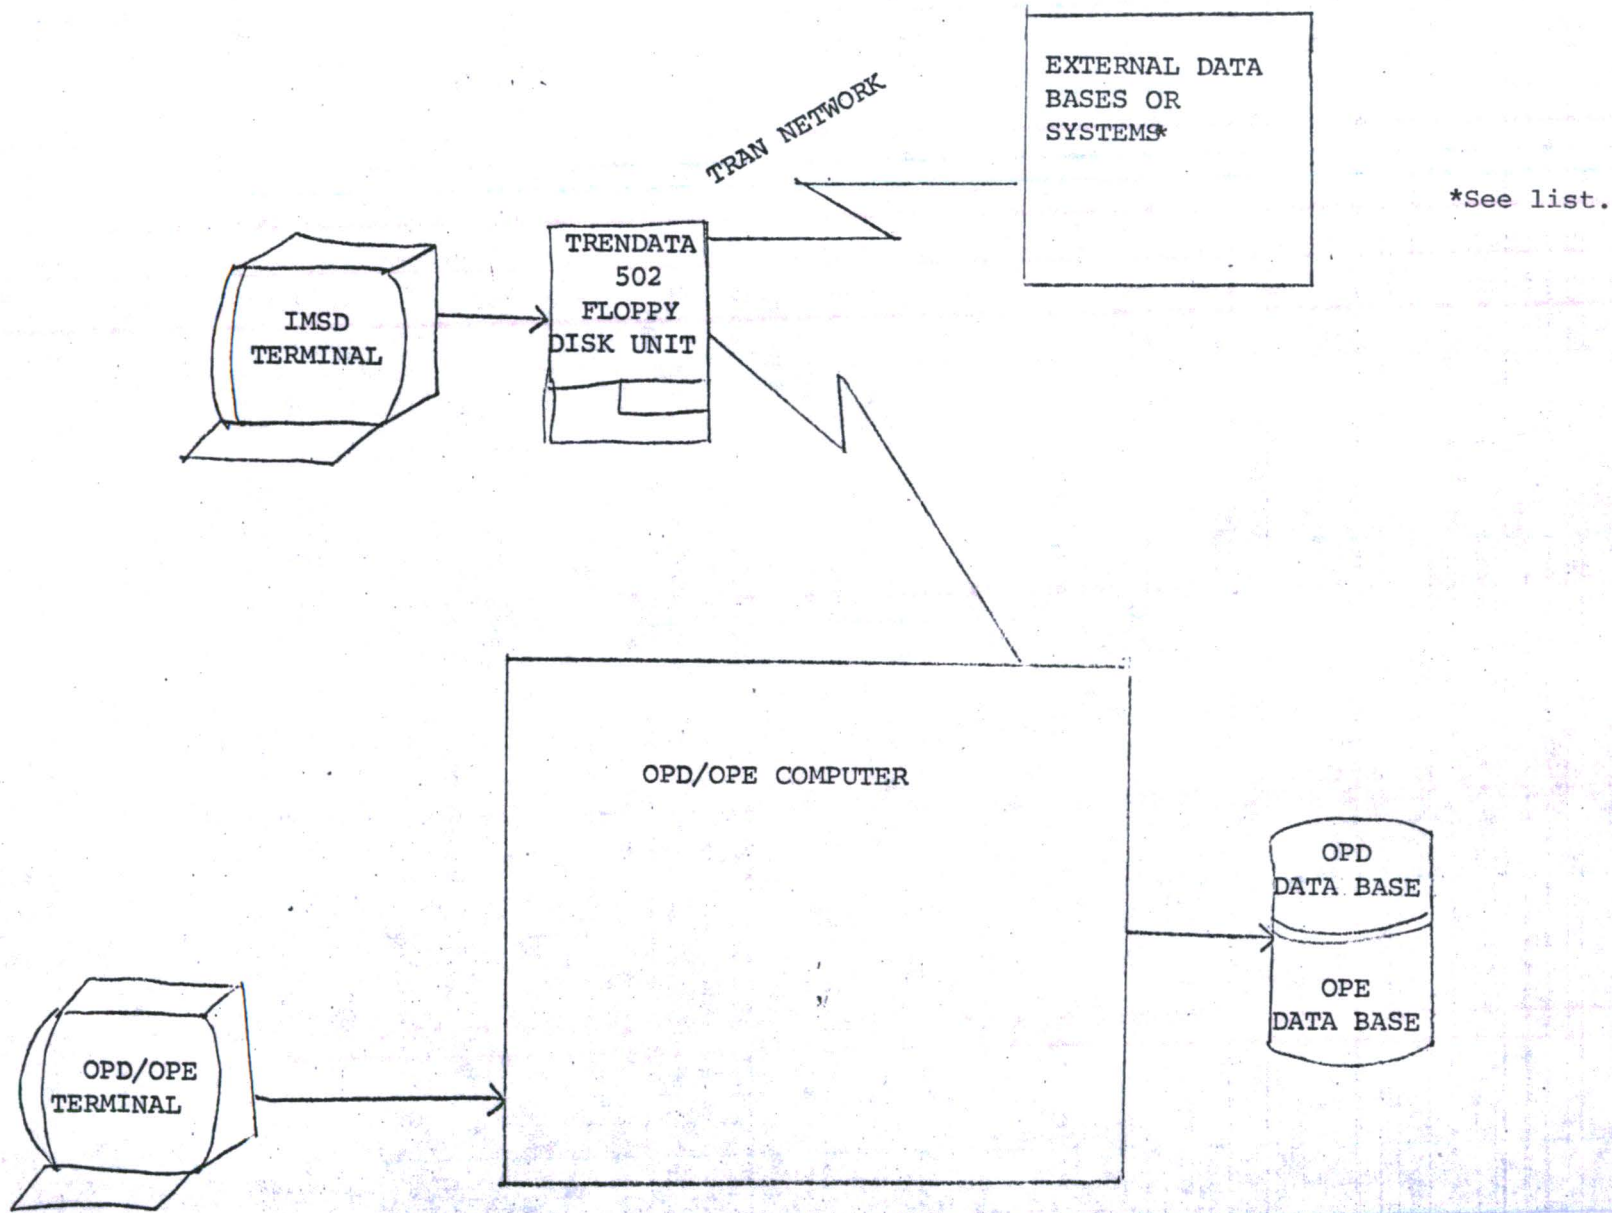 EXTERNAL DATA
BASES OR
SYSTEMS*
TRAN NETWORK
*See list.
TRENDATA
502
FLOPPY
DISK UNIT
IMSD
TERMINAL
OPD/OPE COMPUTER
OPD
DATA BASE
OPE
DATA BASE
OPD/OPE
TERMINAL